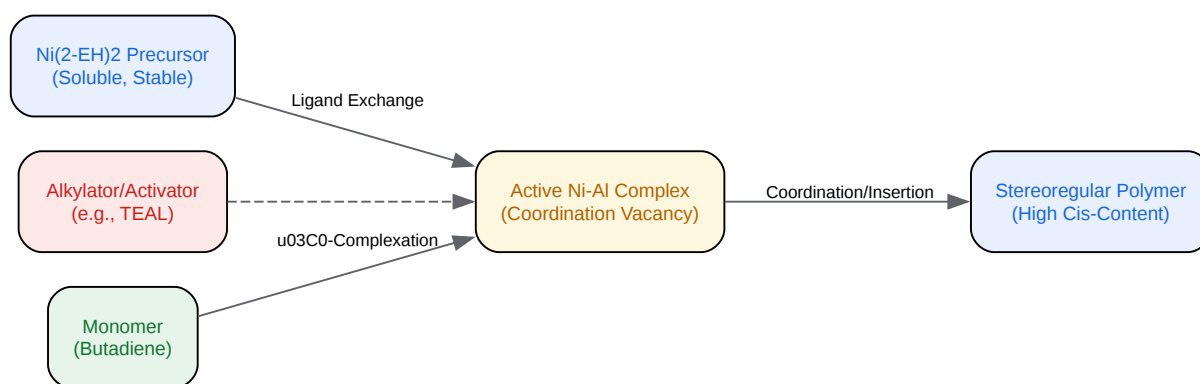 Ni(2-EH)2 Precursor
(Soluble, Stable)
Ligand Exchange
Alkylator/Activator
(e.g., TEAL)
Active Ni-Al Complex
(Coordination Vacancy)
Coordination/Insertion
Stereoregular Polymer
(High Cis-Content)
u03C0-Complexation
Monomer
(Butadiene)